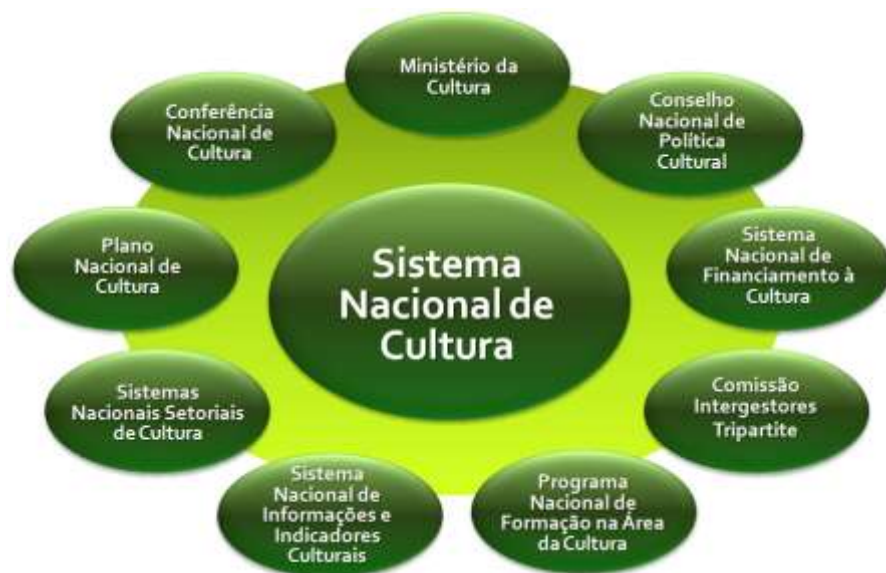 Ministério da
Cultura
Conselho
Nacional de
Política
Cultural
Sistema
Nacional de
Financiamento à
Cultura
Comissão
Intergestores
Tripartite
Programa
Nacional de
Formação na Área
da Cultura
Sistema
Nacional de
Informações e
Indicadores
Culturais
Sistemas
Nacionais Setoriais
de Cultura
Plano
Nacional de
Cultura
Conferência
Nacional de
Cultura
Sistema
Nacional de
Cultura